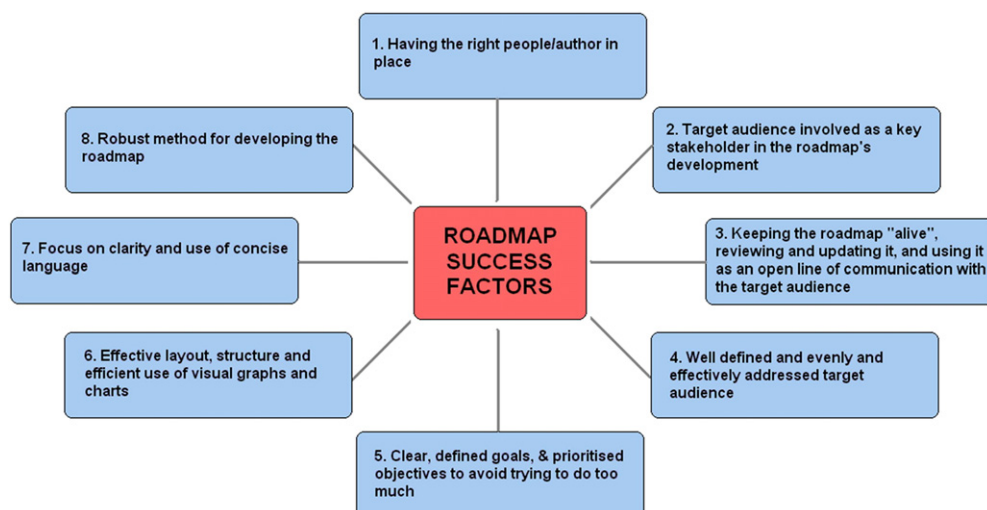 1. Having the right people/author in
place
8. Robust method for developing the
roadmap
2. Target audience involved as a key
stakeholder in the roadmap's
development
ROADMAP
SUCCESS
FACTORS
7. Focus on clarity and use of concise
language
3. Keeping the roadmap "alive",
reviewing and updating it, and using it
as an open line of communication with
the target audience
6. Effective layout, structure and
efficient use of visual graphs and
charts
4. Well defined and evenly and
effectively addressed target
audience
5. Clear, defined goals, & prioritised
objectives to avoid trying to do too
much